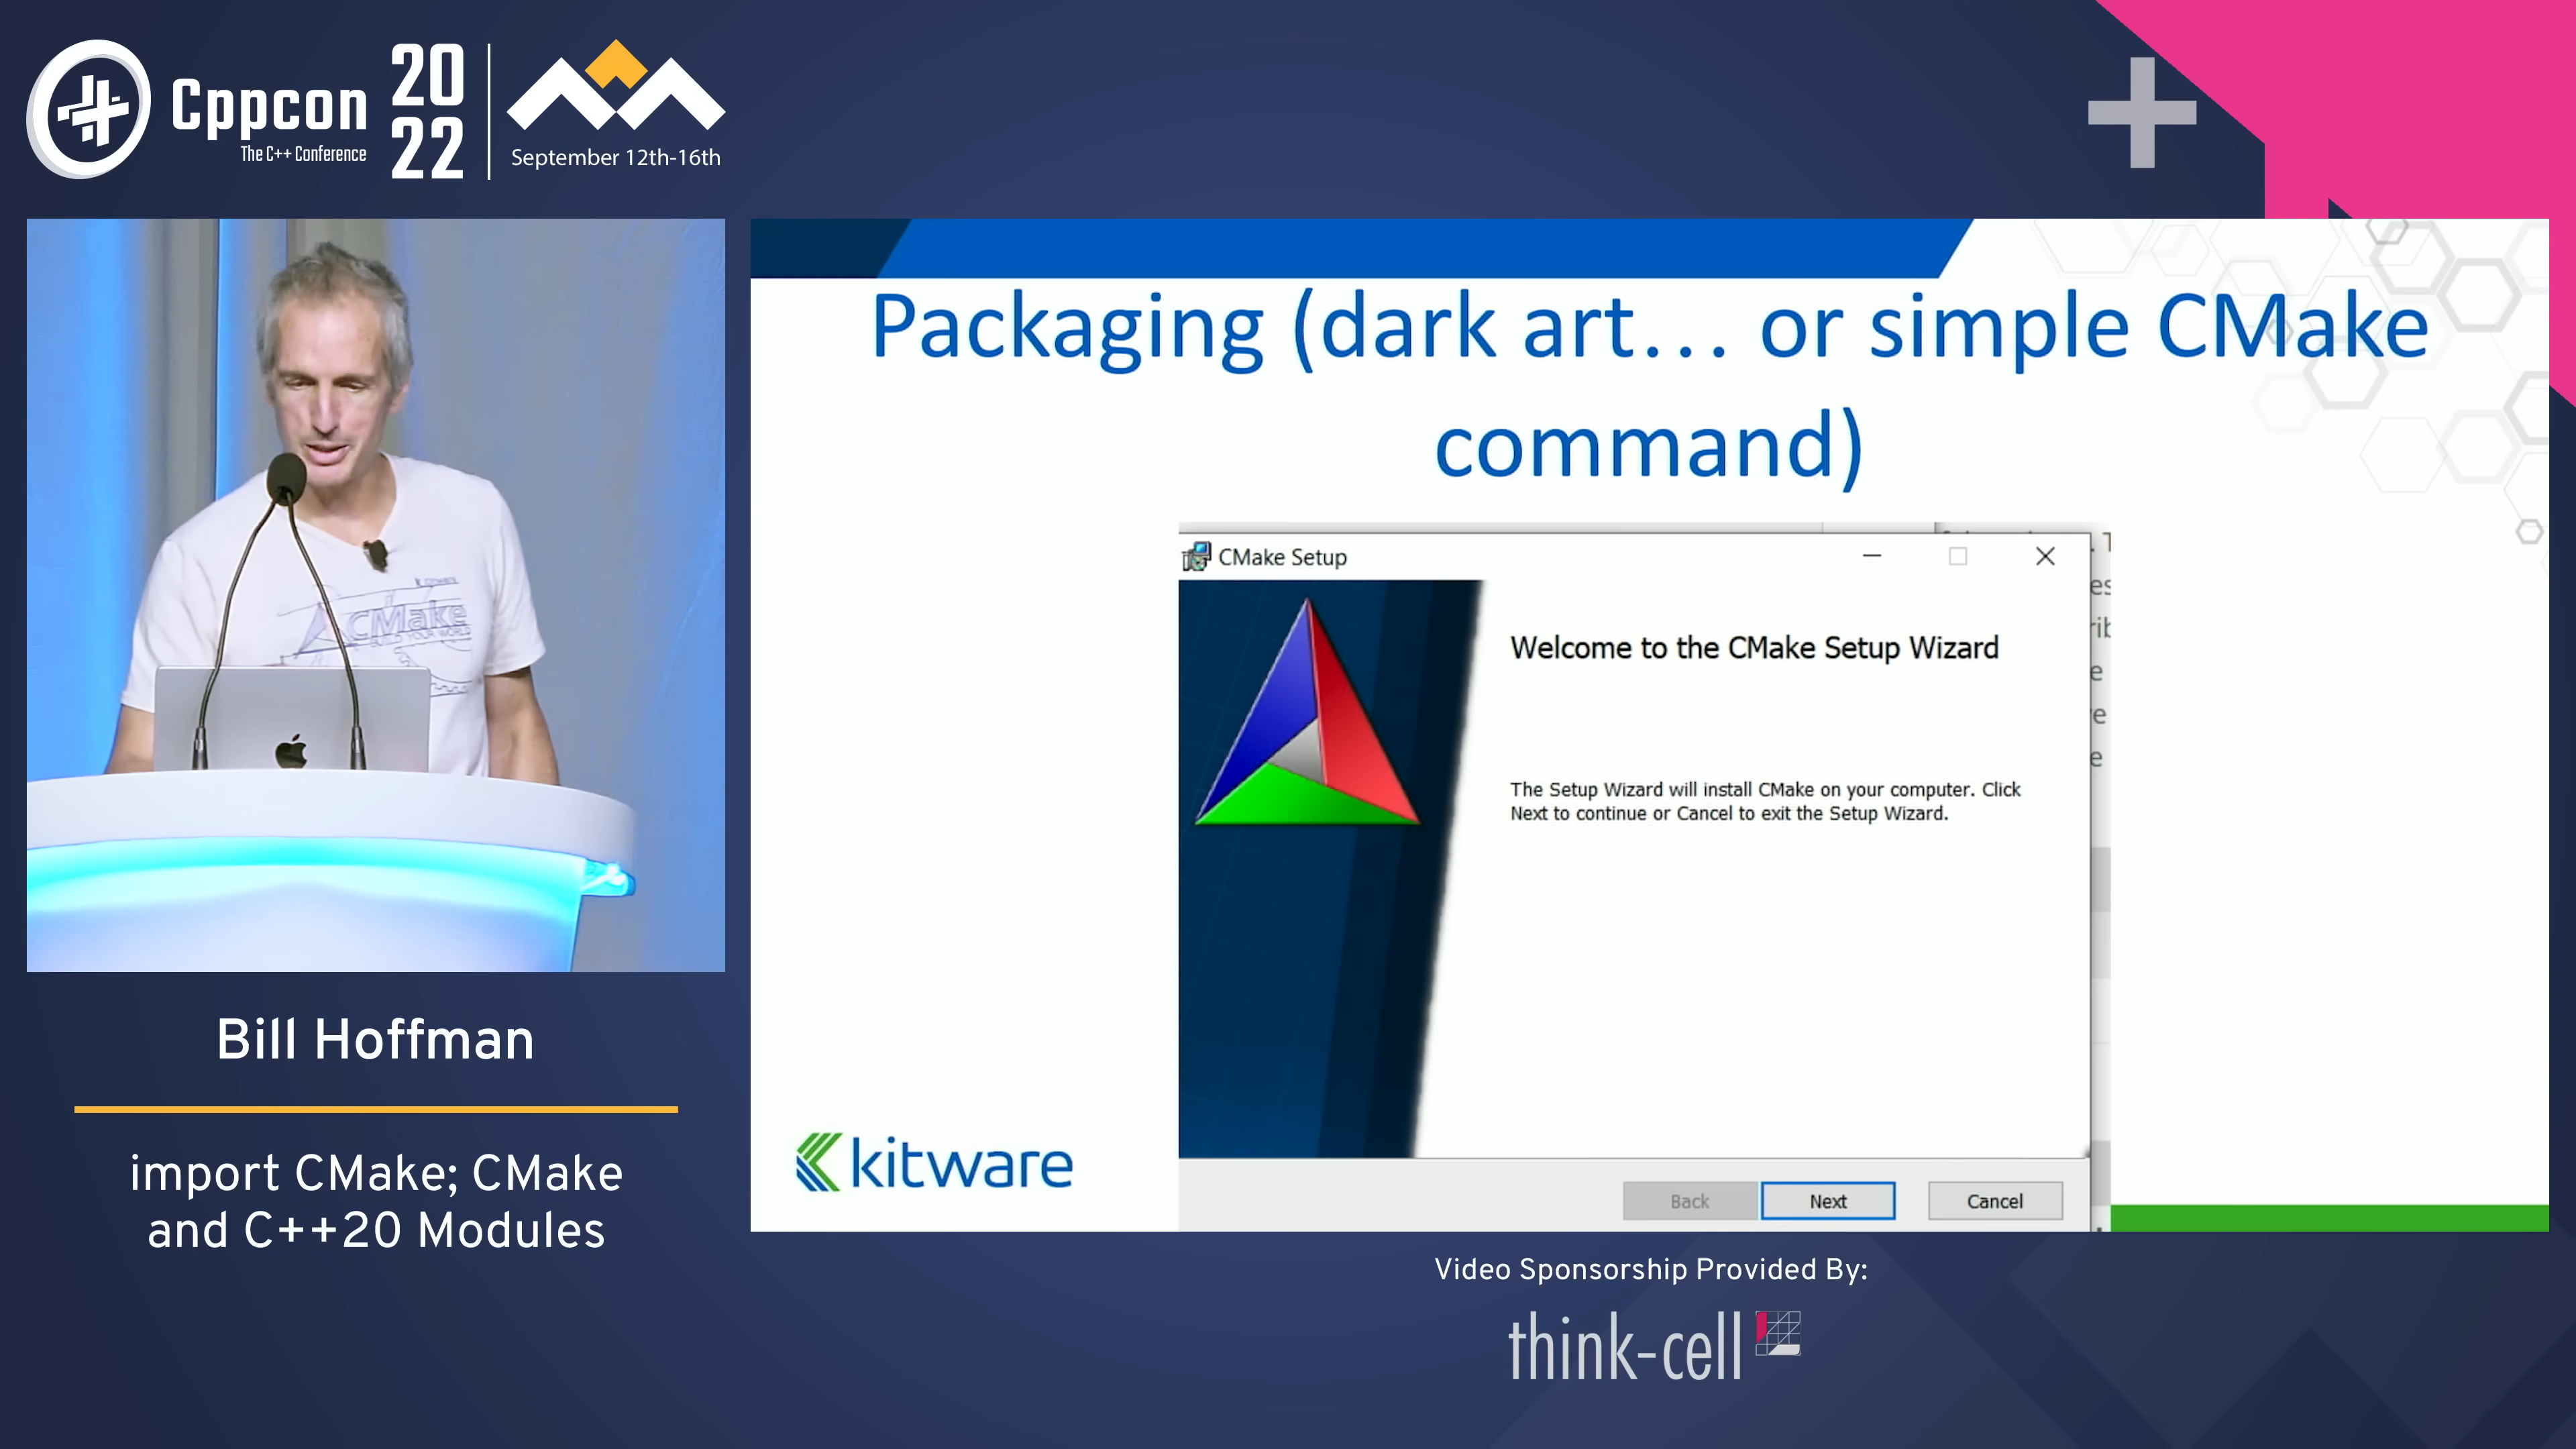 Cppcon
The C++ Conference
20
22
September 12th-16th
Packaging (dark art... or simple CMake
command)
CMake Setup
Welcome to the CMake Setup Wizard
The Setup Wizard will install CMake on your computer. Click
Next to continue or Cancel to exit the Setup Wizard.
Back
Next
Cancel
kitware
CMake
Bill Hoffman
import CMake; CMake
and C++20 Modules
Video Sponsorship Provided By:
think-cell